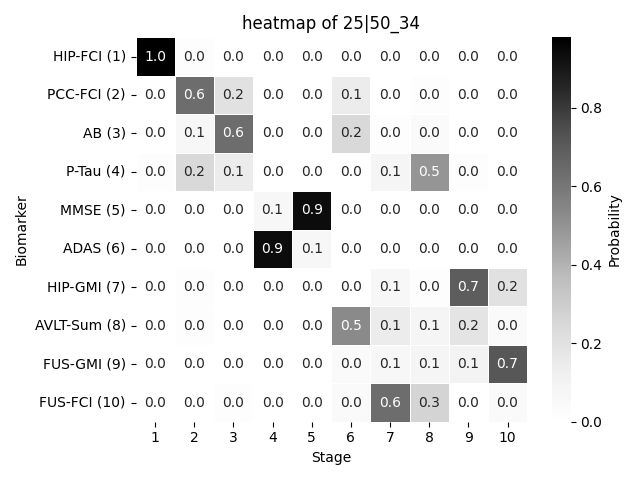 heatmap of 25|50_34
HIP-FCI (1) 1.0 0.0 0.0 0.0 0.0 0.0 0.0 0.0 0.0 0.0
PCC-FCI (2) 0.0 0.6 0.2 0.0 0.0 0.1 0.0 0.0 0.0 0.0
AB (3) 0.0 0.1 0.6 0.0 0.0 0.2 0.0 0.0 0.0 0.0
P-Tau (4) 0.0 0.2 0.1 0.0 0.0 0.0 0.1 0.5 0.0 0.0
MMSE (5) 0.0 0.0 0.0 0.1 0.9 0.0 0.0 0.0 0.0 0.0
ADAS (6) 0.0 0.0 0.0 0.9 0.1 0.0 0.0 0.0 0.0 0.0
HIP-GMI (7) 0.0 0.0 0.0 0.0 0.0 0.0 0.1 0.0 0.7 0.2
AVLT-Sum (8) 0.0 0.0 0.0 0.0 0.0 0.5 0.1 0.1 0.2 0.0
FUS-GMI (9) 0.0 0.0 0.0 0.0 0.0 0.0 0.1 0.1 0.1 0.7
FUS-FCI (10) 0.0 0.0 0.0 0.0 0.0 0.0 0.6 0.3 0.0 0.0
1 2 3 4 5 6 7 8 9 10
Stage
Biomarker
0.8
0.6
0.4
0.2
0.0
Probability